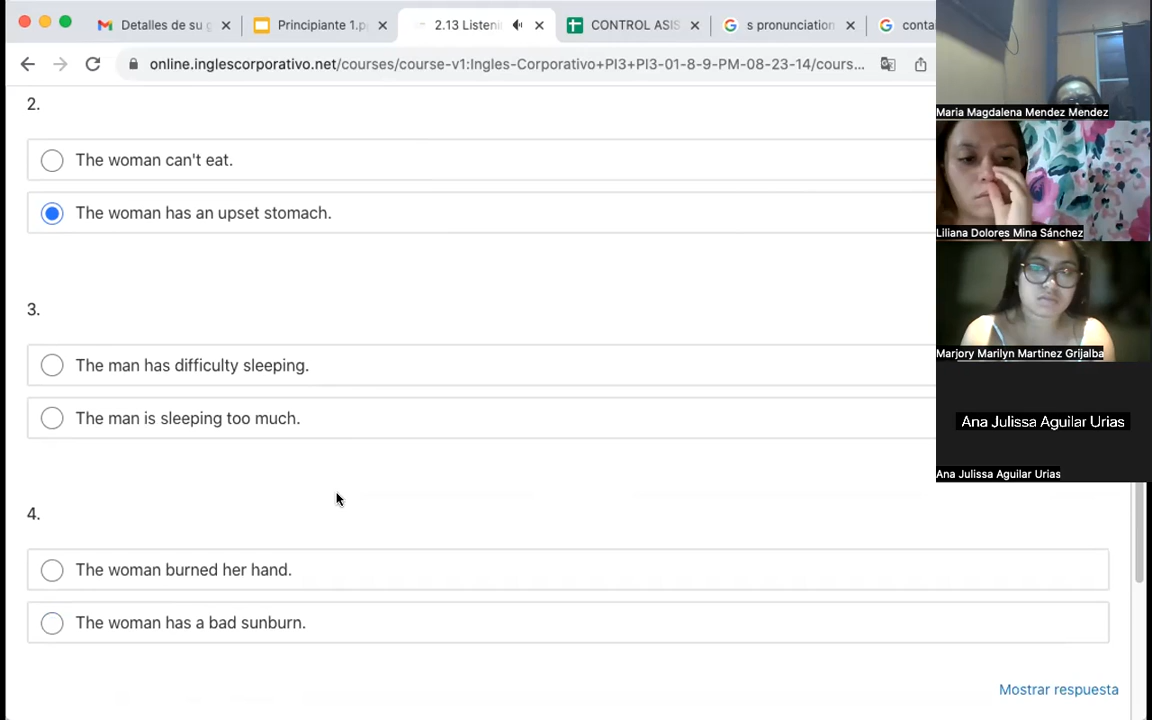 Detalles de su g
Principiante 1.p
2.13 Listeni
CONTROL ASIS
s pronunciation
conta
online.inglescorporativo.net/courses/course-v1:Ingles-Corporativo+PI3+PI3-01-8-9-PM-08-23-14/cours...
2.
The woman can't eat.
The woman has an upset stomach.
3.
The man has difficulty sleeping.
The man is sleeping too much.
4.
The woman burned her hand.
The woman has a bad sunburn.
Mostrar respuesta
Maria Magdalena Mendez Mendez
Liliana Dolores Mina Sánchez
Marjory Marilyn Martinez Grijalba
Ana Julissa Aguilar Urias
Ana Julissa Aguilar Urias